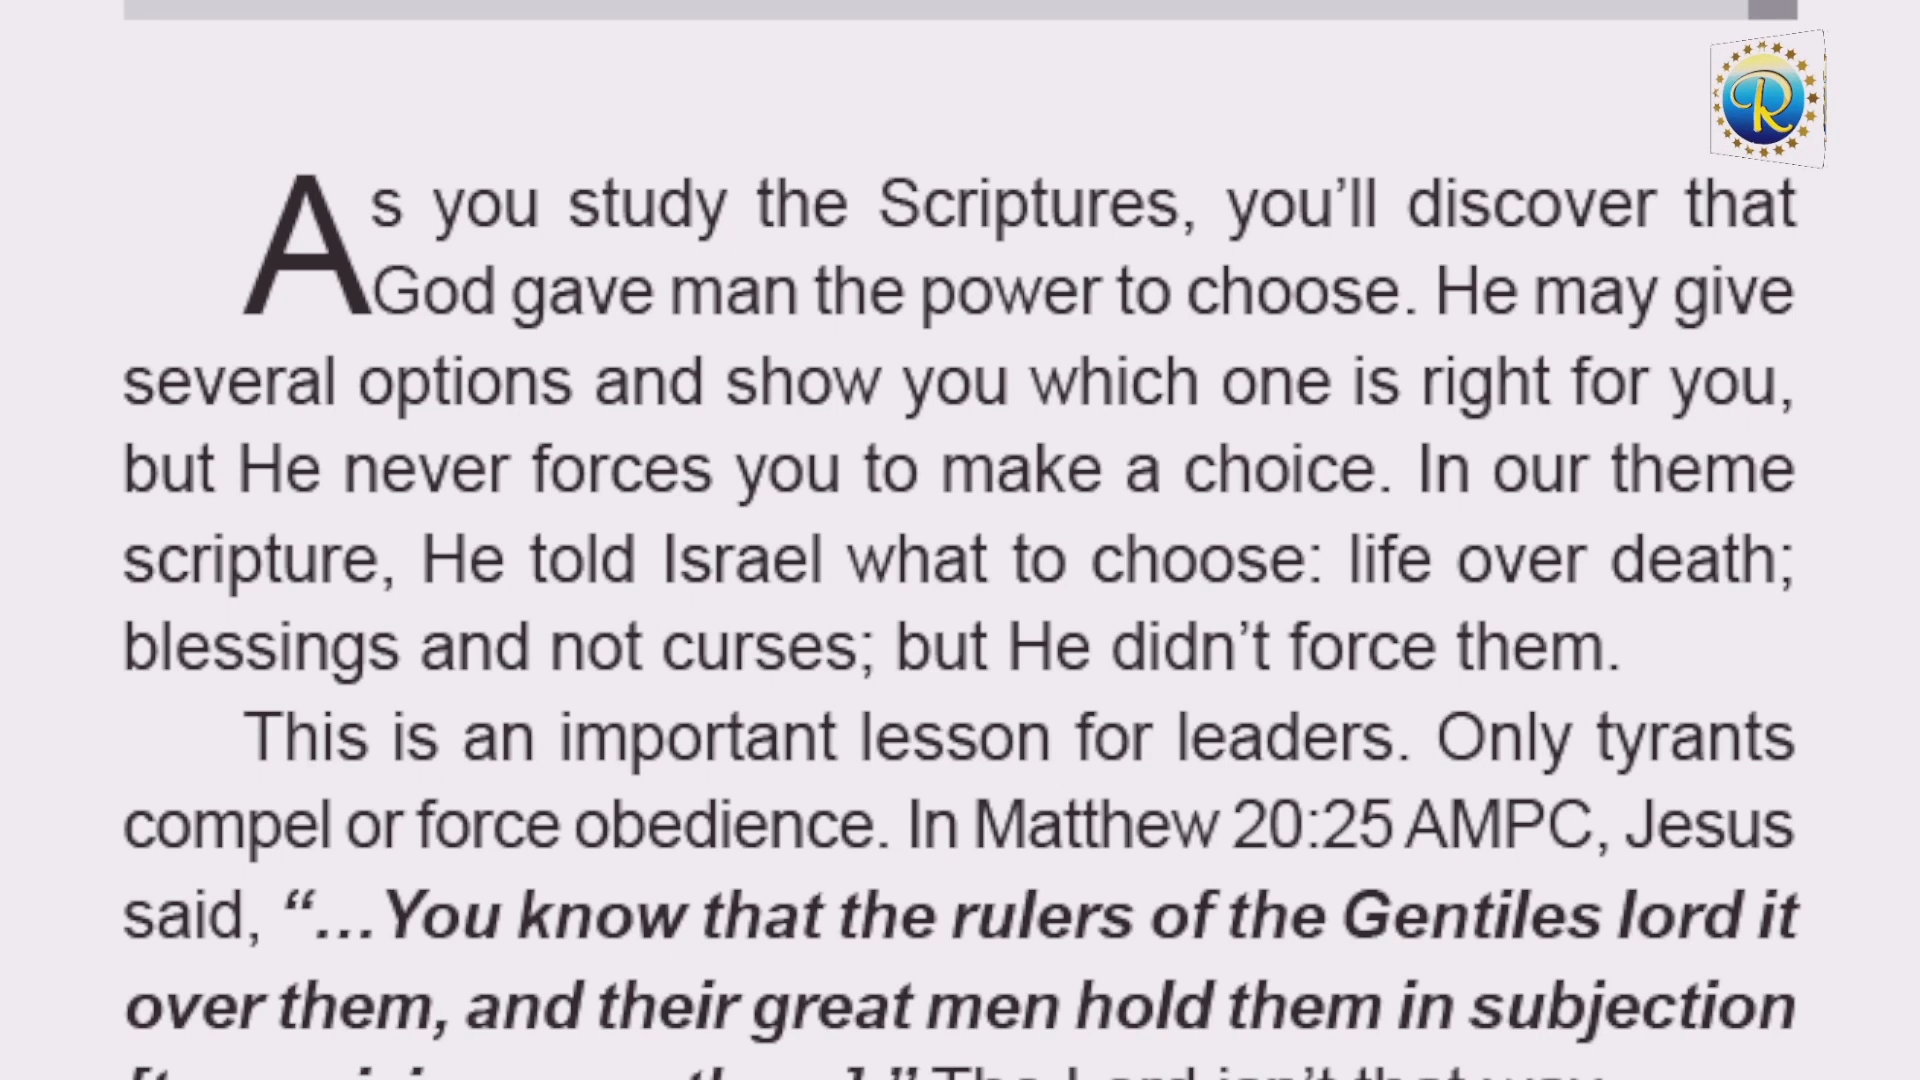 R
As you study the Scriptures, you’ll discover that
God gave man the power to choose. He may give
several options and show you which one is right for you,
but He never forces you to make a choice. In our theme
scripture, He told Israel what to choose: life over death;
blessings and not curses; but He didn’t force them.
This is an important lesson for leaders. Only tyrants
compel or force obedience. In Matthew 20:25 AMPC, Jesus
said, “...You know that the rulers of the Gentiles lord it
over them, and their great men hold them in subjection
The Lord isn’t that way